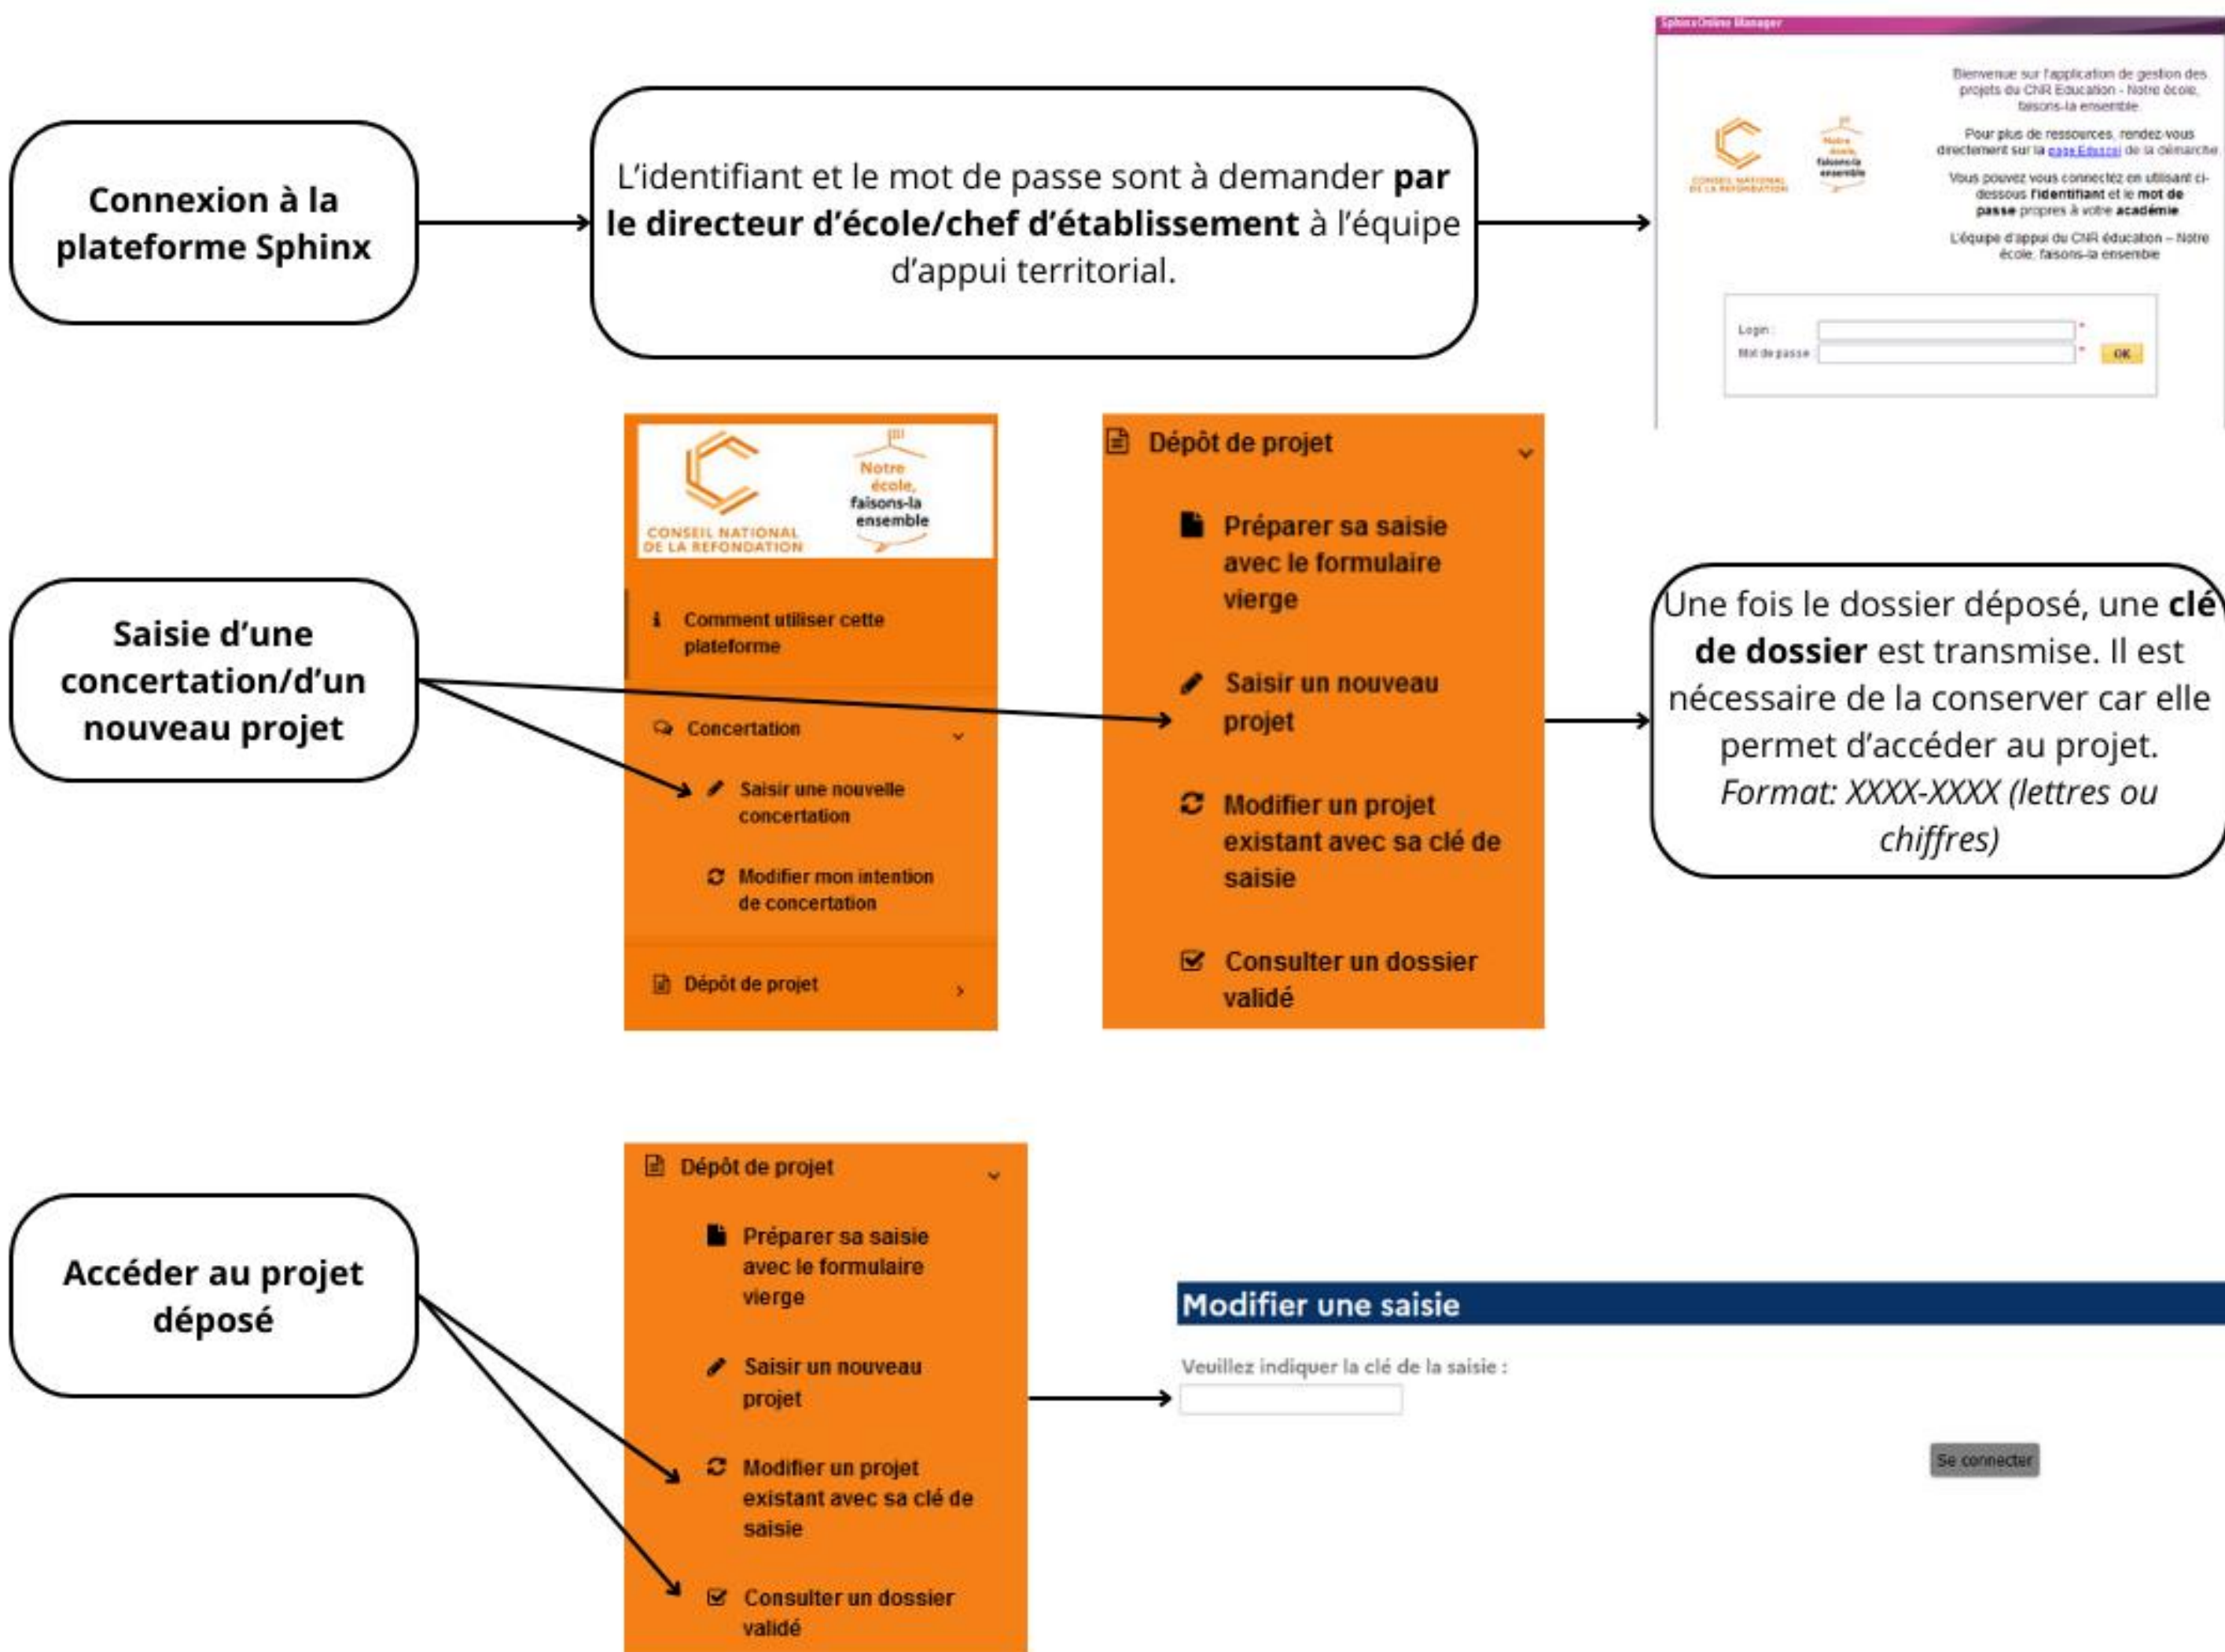 SphinxOnline Manager
Bienvenue sur l'application de gestion des
projets du CNR Education - Notre école,
faisons-la ensemble
Pour plus de ressources, rendez-vous
directement sur la page Eduscol de la démarche.
Vous pouvez vous connectez en utilisant ci-
dessous l'identifiant et le mot de
passe propres à votre académie
L'équipe d'appui du CNR éducation – Notre
école, faisons-la ensemble
CONSEIL NATIONAL
DE LA REFONDATION
Notre
école,
faisons-la
ensemble
Login :
Mot de passe :
OK
Connexion à la
plateforme Sphinx
L'identifiant et le mot de passe sont à demander par
le directeur d'école/chef d'établissement à l'équipe
d'appui territorial.
Saisie d'une
concertation/d'un
nouveau projet
CONSEIL NATIONAL
DE LA REFONDATION
Notre
école,
faisons-la
ensemble
Comment utiliser cette
plateforme
Concertation
Saisir une nouvelle
concertation
Modifier mon intention
de concertation
Dépôt de projet
Dépôt de projet
Préparer sa saisie
avec le formulaire
vierge
Saisir un nouveau
projet
Modifier un projet
existant avec sa clé de
saisie
Consulter un dossier
validé
Une fois le dossier déposé, une clé
de dossier est transmise. Il est
nécessaire de la conserver car elle
permet d'accéder au projet.
Format: XXXX-XXXX (lettres ou
chiffres)
Accéder au projet
déposé
Dépôt de projet
Préparer sa saisie
avec le formulaire
vierge
Saisir un nouveau
projet
Modifier un projet
existant avec sa clé de
saisie
Consulter un dossier
validé
Modifier une saisie
Veuillez indiquer la clé de la saisie :
Se connecter